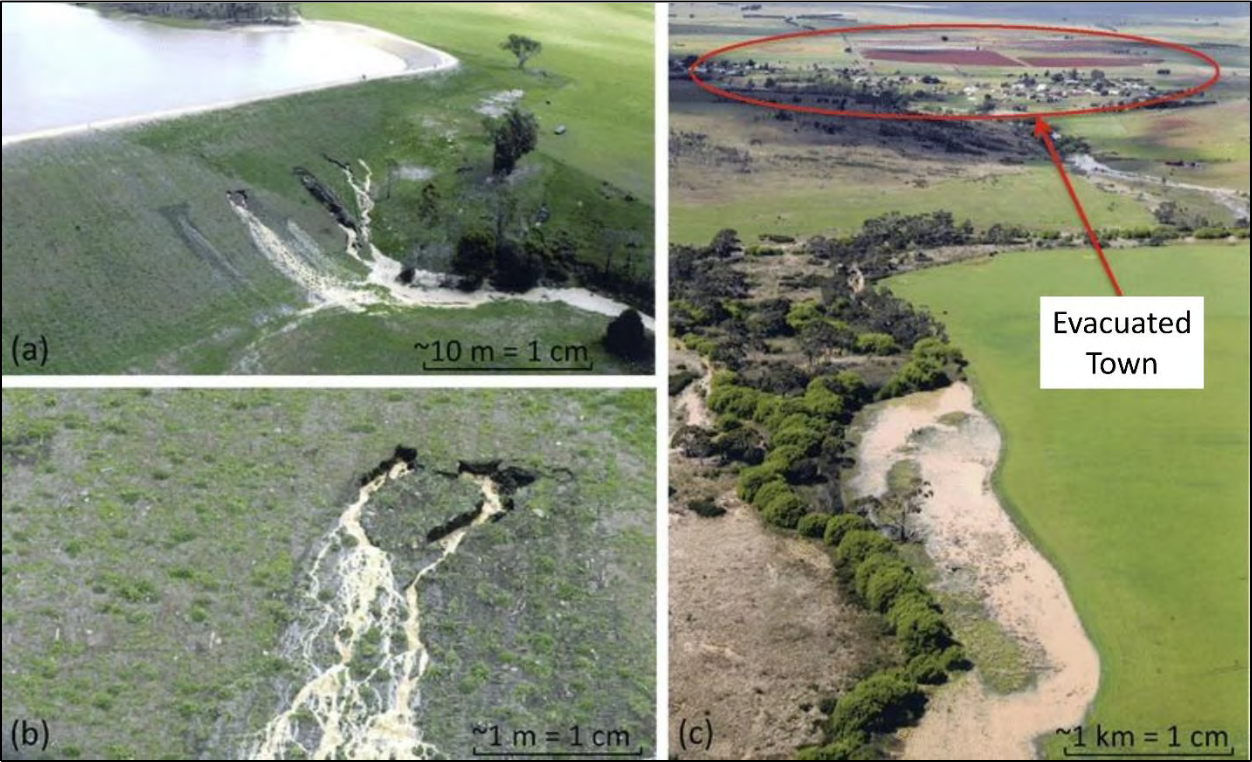 (a)
~10 m = 1 cm
(b)
~1 m = 1 cm
Evacuated
Town
(c)
~1 km = 1 cm